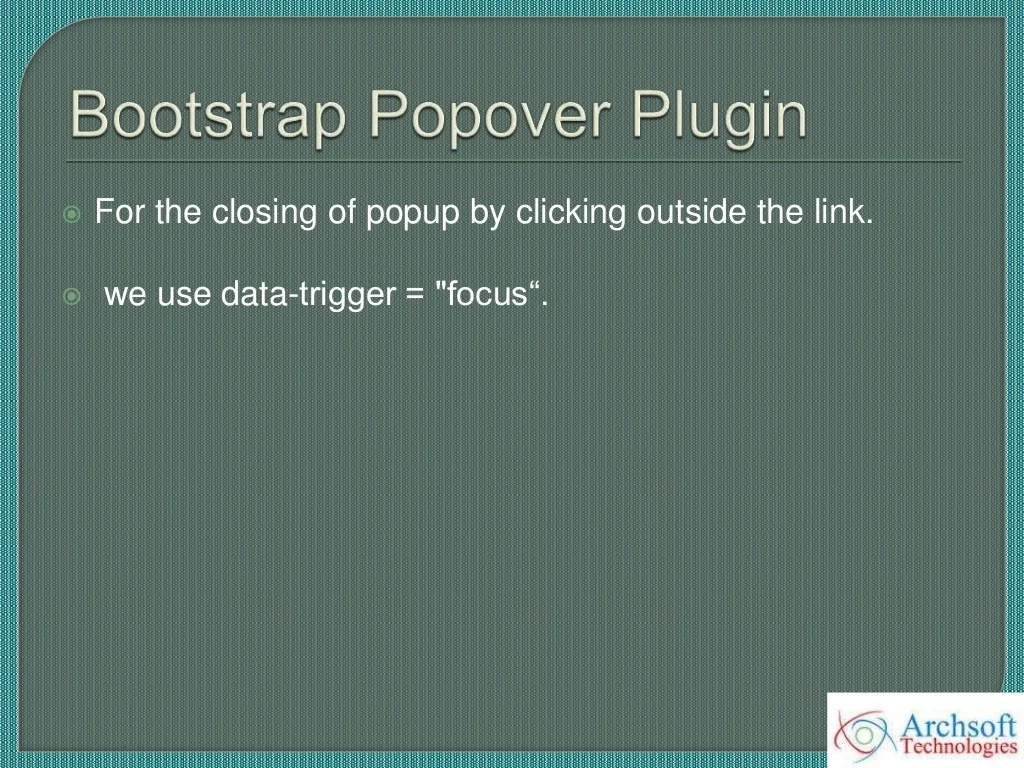 Bootstrap Popover Plugin
For the closing of popup by clicking outside the link.
we use data-trigger = "focus“.
Archsoft
Technologies